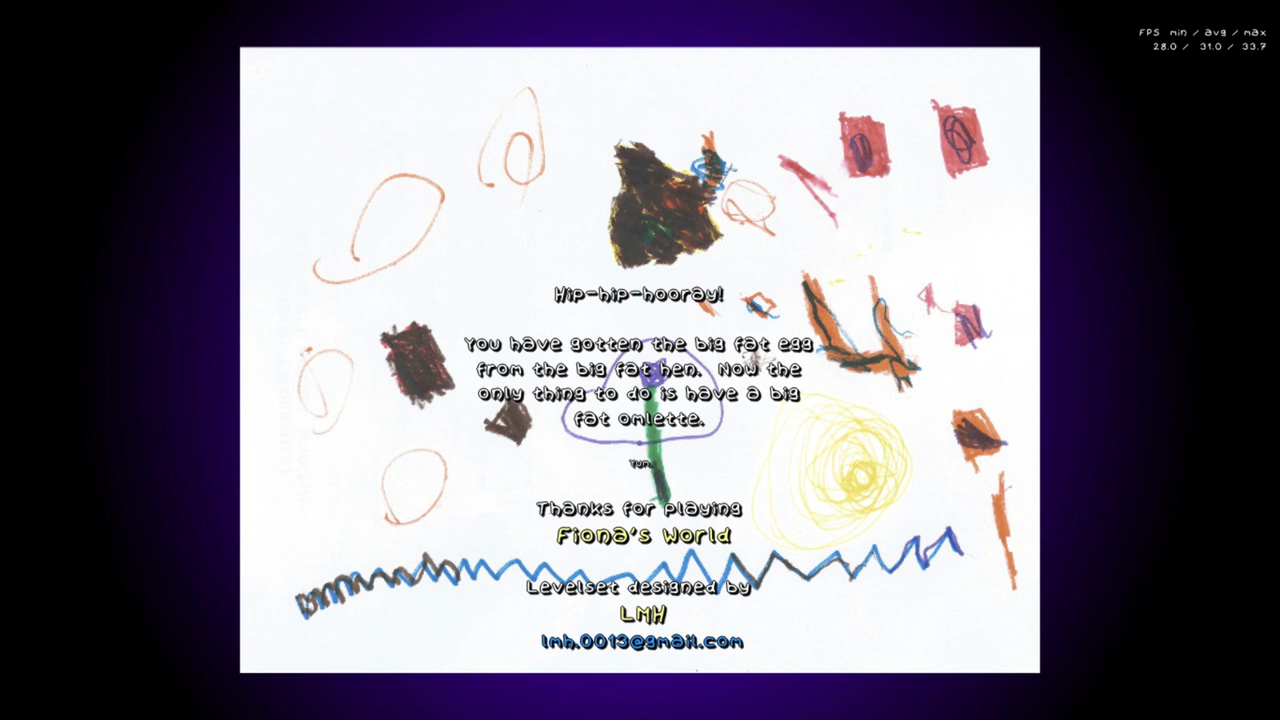 FPS min / avg / max
28.0 / 31.0 / 33.7
Hip-hip-hooray!
You have gotten the big fat egg
from the big fat hen. Now the
only thing to do is have a big
fat omlette.
Yum.
Thanks for playing
Fiona's World
Levelset designed by
LMH
lmh.0013@gmail.com